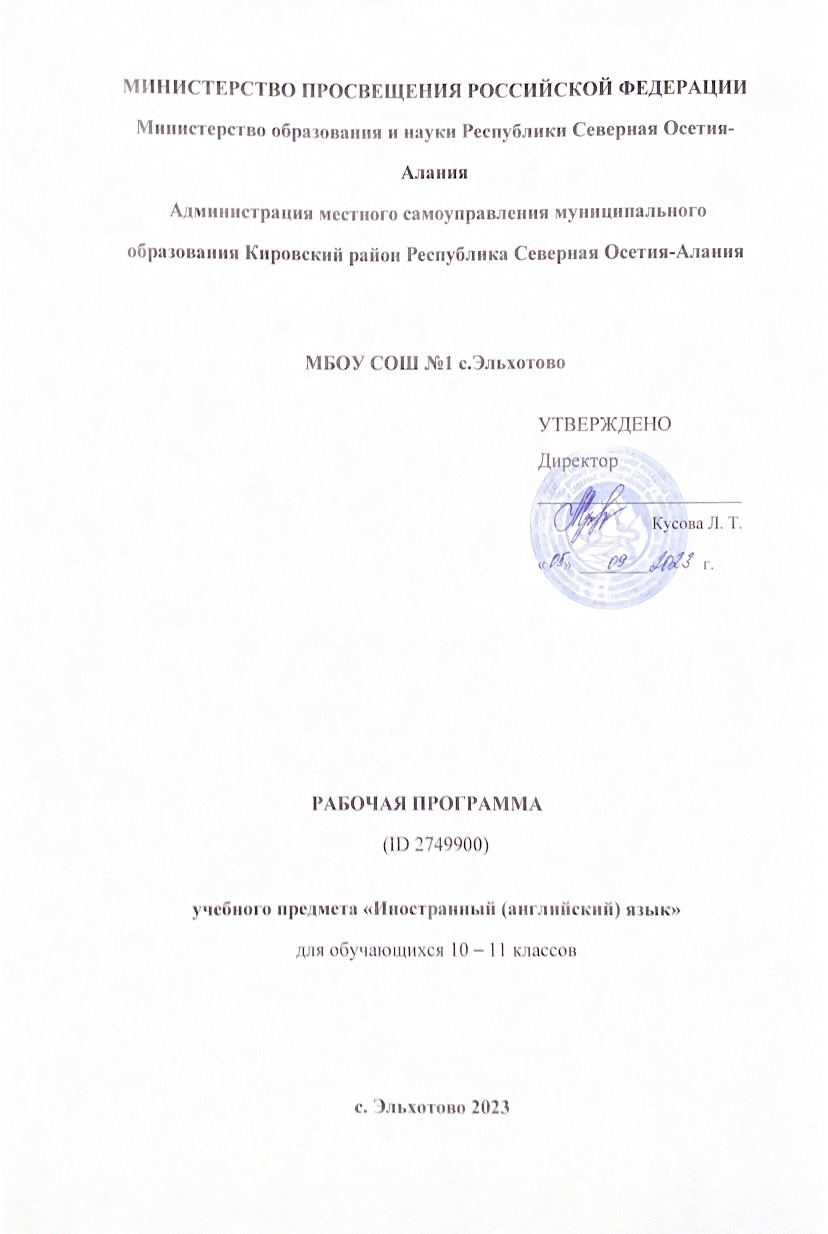 МИНИСТЕРСТВО ПРОСВЕЩЕНИЯ РОССИЙСКОЙ ФЕДЕРАЦИИ
Министерство образования и науки Республики Северная Осетия-
Алания
Администрация местного самоуправления муниципального
образования Кировский район Республика Северная Осетия-Алания
МБОУ СОШ №1 с.Эльхотово
УТВЕРЖДЕНО
Директор
Кусова Л. Т.
«05» 09 2023 г.
РАБОЧАЯ ПРОГРАММА
(ID 2749900)
учебного предмета «Иностранный (английский) язык»
для обучающихся 10 – 11 классов
с. Эльхотово 2023